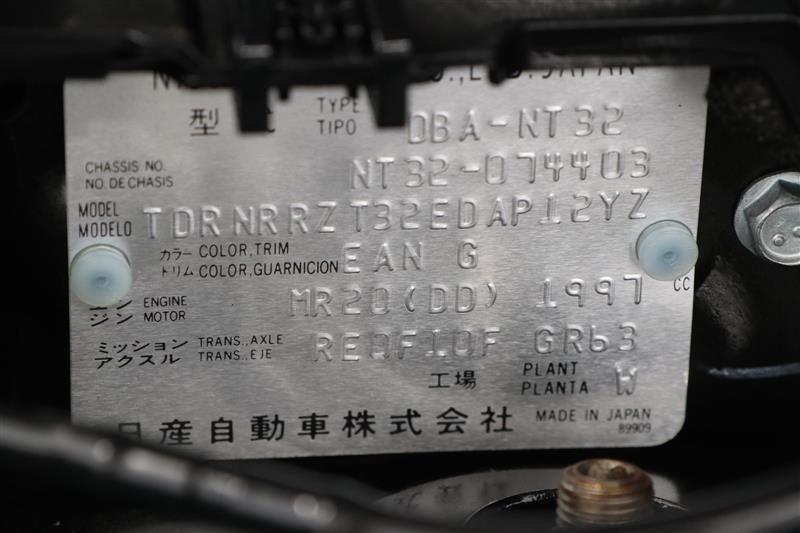 型 TYPE TIPO DBA-NT32
CHASSIS NO. NO. DE CHASIS NT32-074403
MODEL MODELO TDRNRRZT32EDAP12YZ
カラー COLOR,TRIM
トリム COLOR,GUARNICION EAN G
ン ENGINE
ジン MOTOR MR20(DD) 1997 CC
ミッション TRANS.,AXLE
アクスル TRANS.,EJE RE0F10F GR63
工場 PLANT PLANTA W
日産自動車株式会社 MADE IN JAPAN
89909